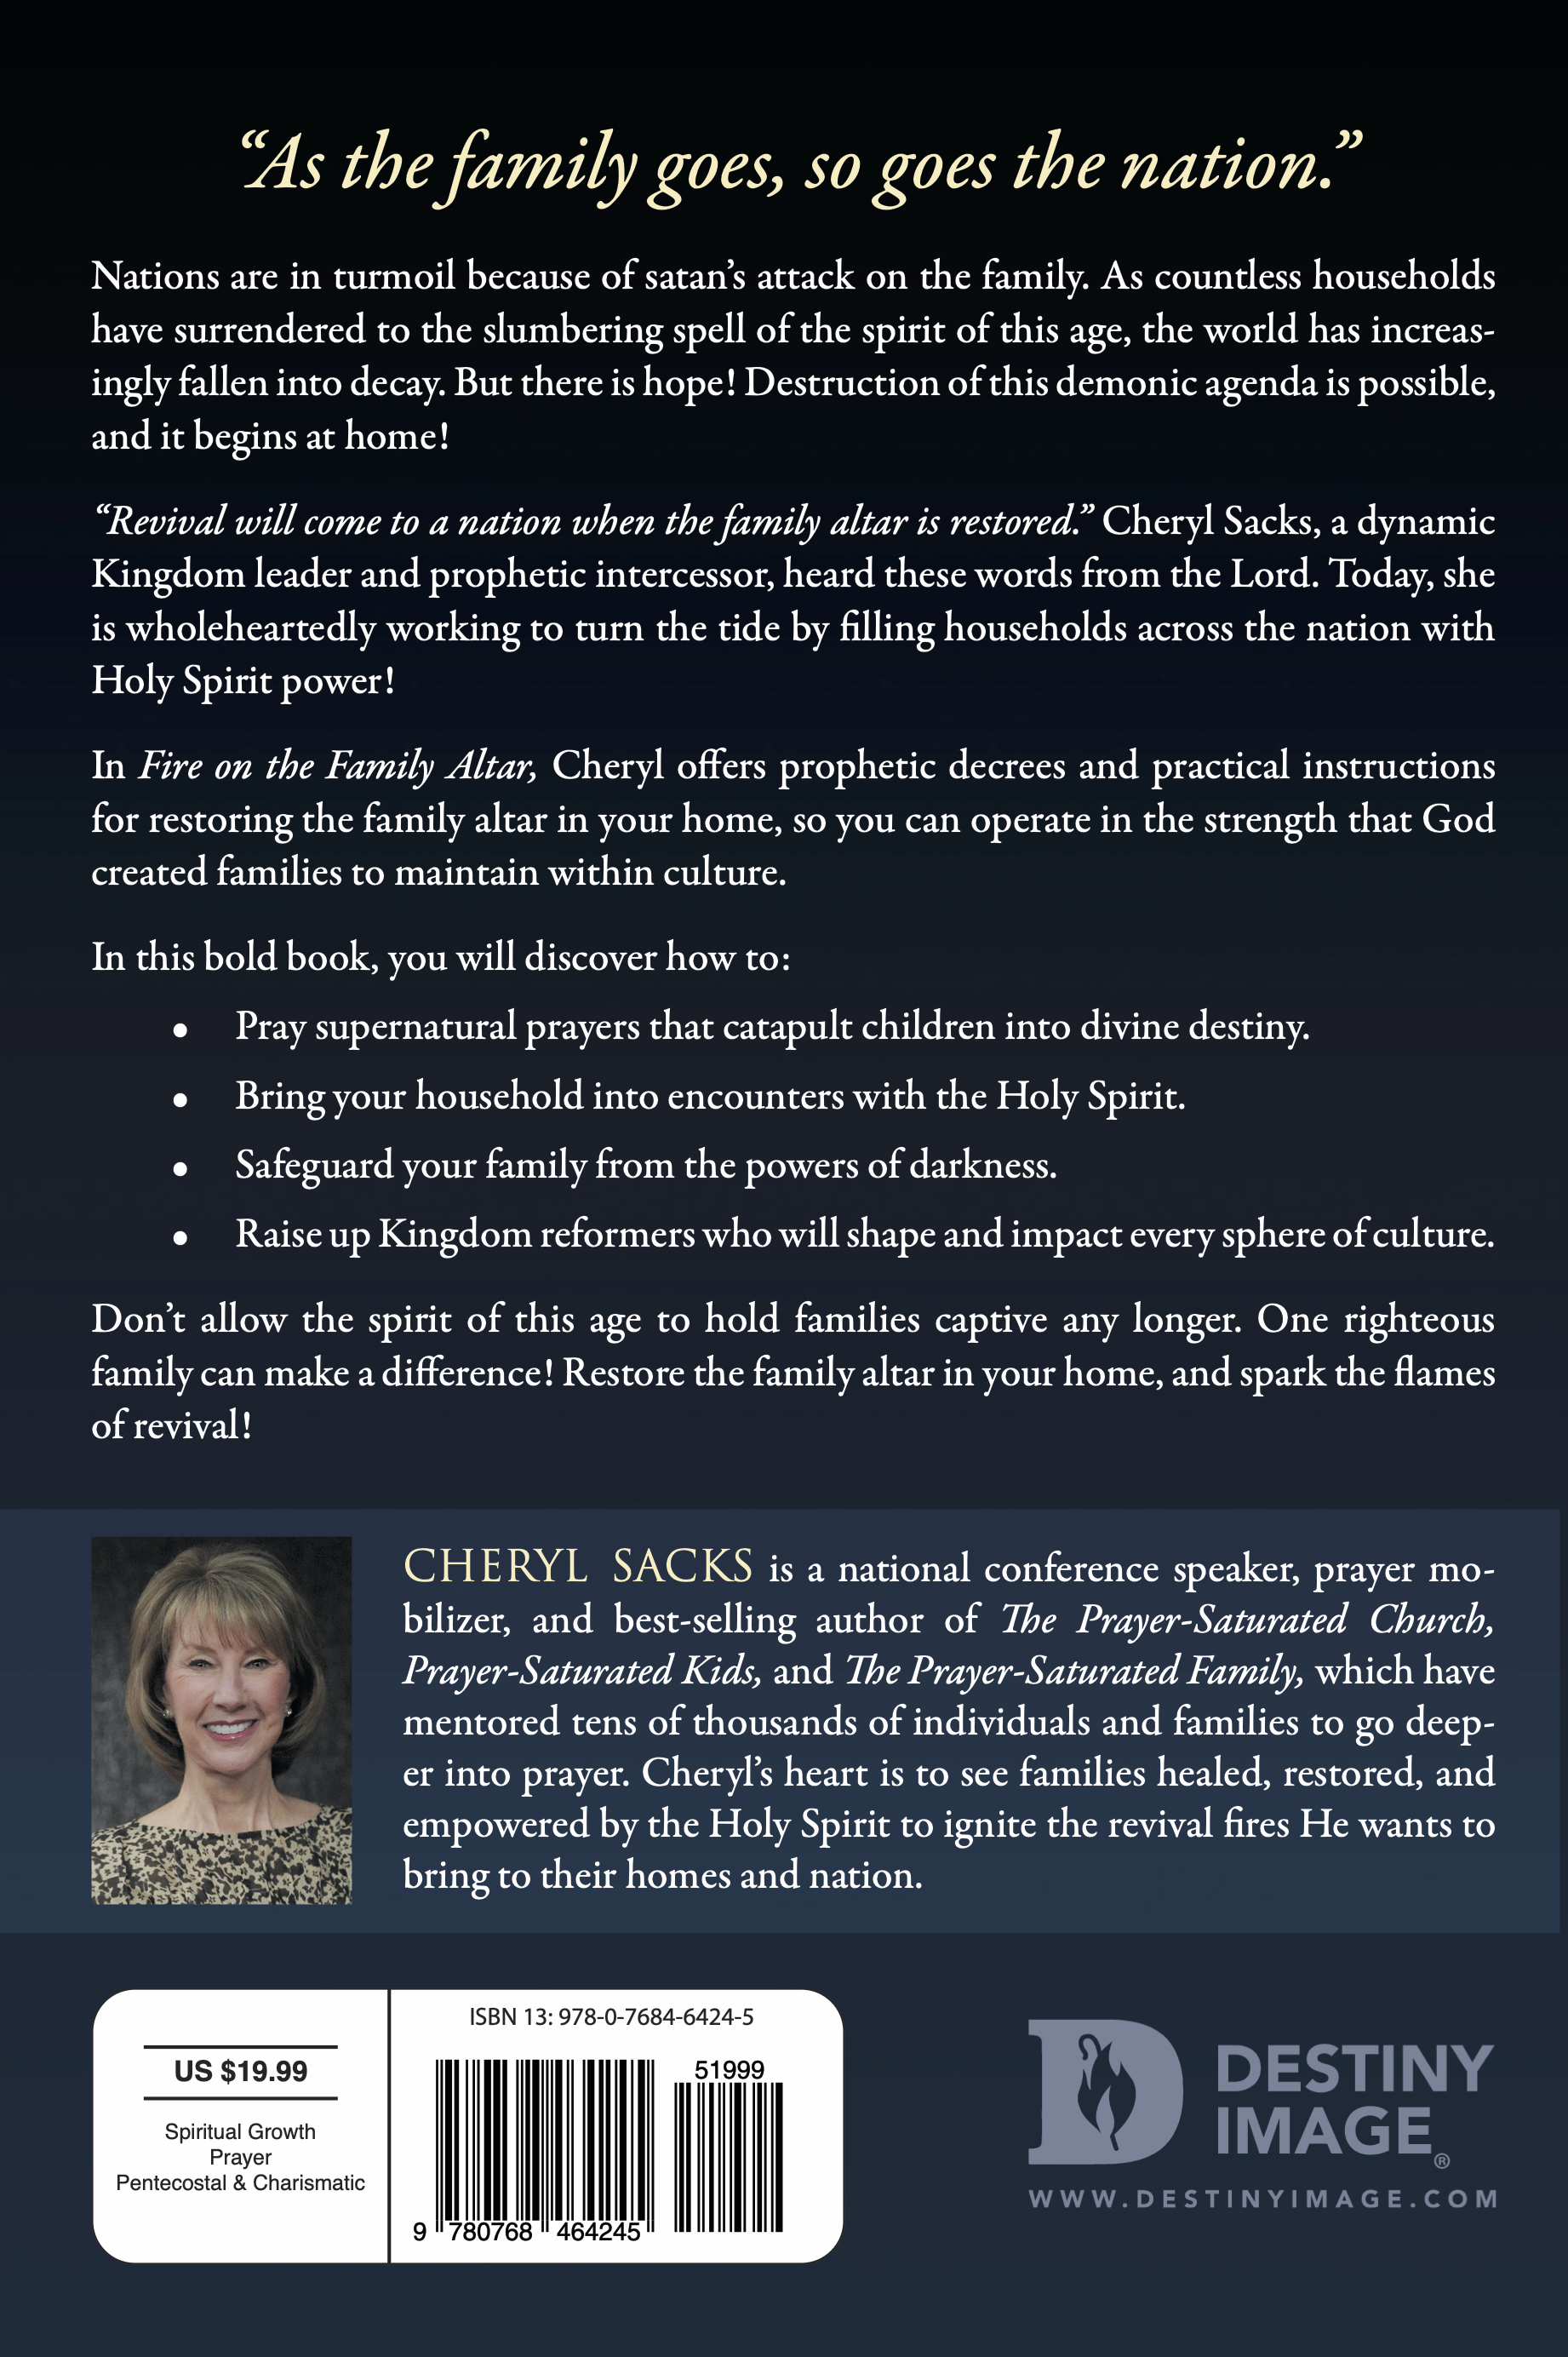 “As the family goes, so goes the nation.”
Nations are in turmoil because of satan’s attack on the family. As countless households
have surrendered to the slumbering spell of the spirit of this age, the world has increas-
ingly fallen into decay. But there is hope! Destruction of this demonic agenda is possible,
and it begins at home!
“Revival will come to a nation when the family altar is restored.” Cheryl Sacks, a dynamic
Kingdom leader and prophetic intercessor, heard these words from the Lord. Today, she
is wholeheartedly working to turn the tide by filling households across the nation with
Holy Spirit power!
In Fire on the Family Altar, Cheryl offers prophetic decrees and practical instructions
for restoring the family altar in your home, so you can operate in the strength that God
created families to maintain within culture.
In this bold book, you will discover how to:
• Pray supernatural prayers that catapult children into divine destiny.
• Bring your household into encounters with the Holy Spirit.
• Safeguard your family from the powers of darkness.
• Raise up Kingdom reformers who will shape and impact every sphere of culture.
Don’t allow the spirit of this age to hold families captive any longer. One righteous
family can make a difference! Restore the family altar in your home, and spark the flames
of revival!
CHERYL SACKS is a national conference speaker, prayer mo-
bilizer, and best-selling author of The Prayer-Saturated Church,
Prayer-Saturated Kids, and The Prayer-Saturated Family, which have
mentored tens of thousands of individuals and families to go deep-
er into prayer. Cheryl’s heart is to see families healed, restored, and
empowered by the Holy Spirit to ignite the revival fires He wants to
bring to their homes and nation.
US $19.99
Spiritual Growth
Prayer
Pentecostal & Charismatic
ISBN 13: 978-0-7684-6424-5
51999
9 780768 464245
DESTINY
IMAGE®
WWW.DESTINYIMAGE.COM